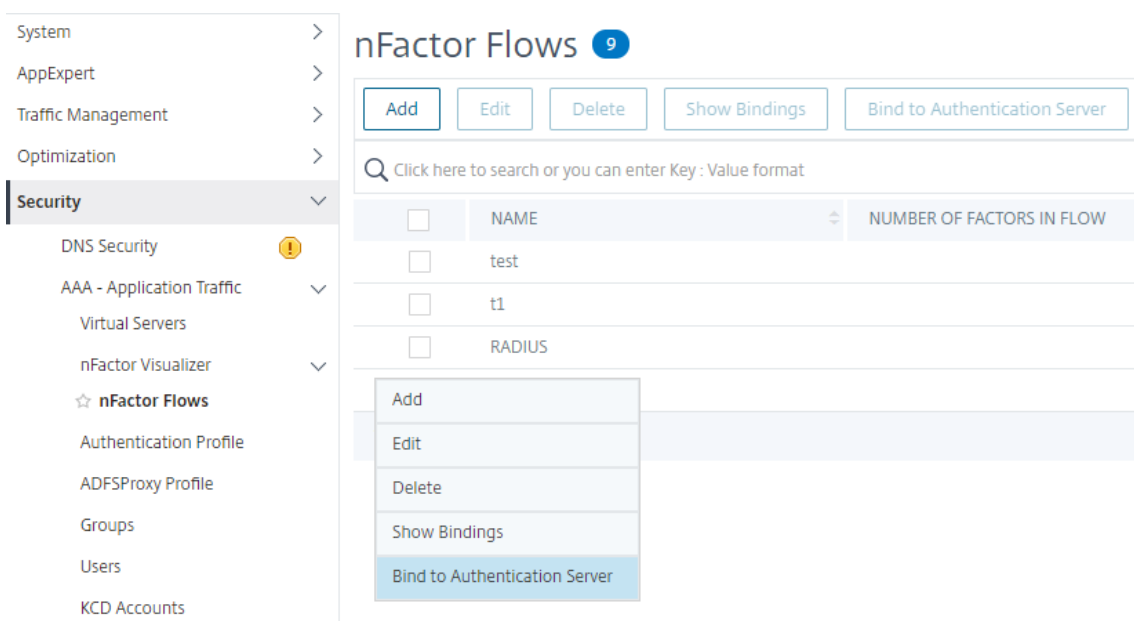 System
AppExpert
Traffic Management
Optimization
Security
DNS Security
AAA - Application Traffic
Virtual Servers
nFactor Visualizer
nFactor Flows
Authentication Profile
ADFSProxy Profile
Groups
Users
KCD Accounts
nFactor Flows 9
Add Edit Delete Show Bindings Bind to Authentication Server
Click here to search or you can enter Key : Value format
NAME NUMBER OF FACTORS IN FLOW
test
t1
RADIUS
Add
Edit
Delete
Show Bindings
Bind to Authentication Server